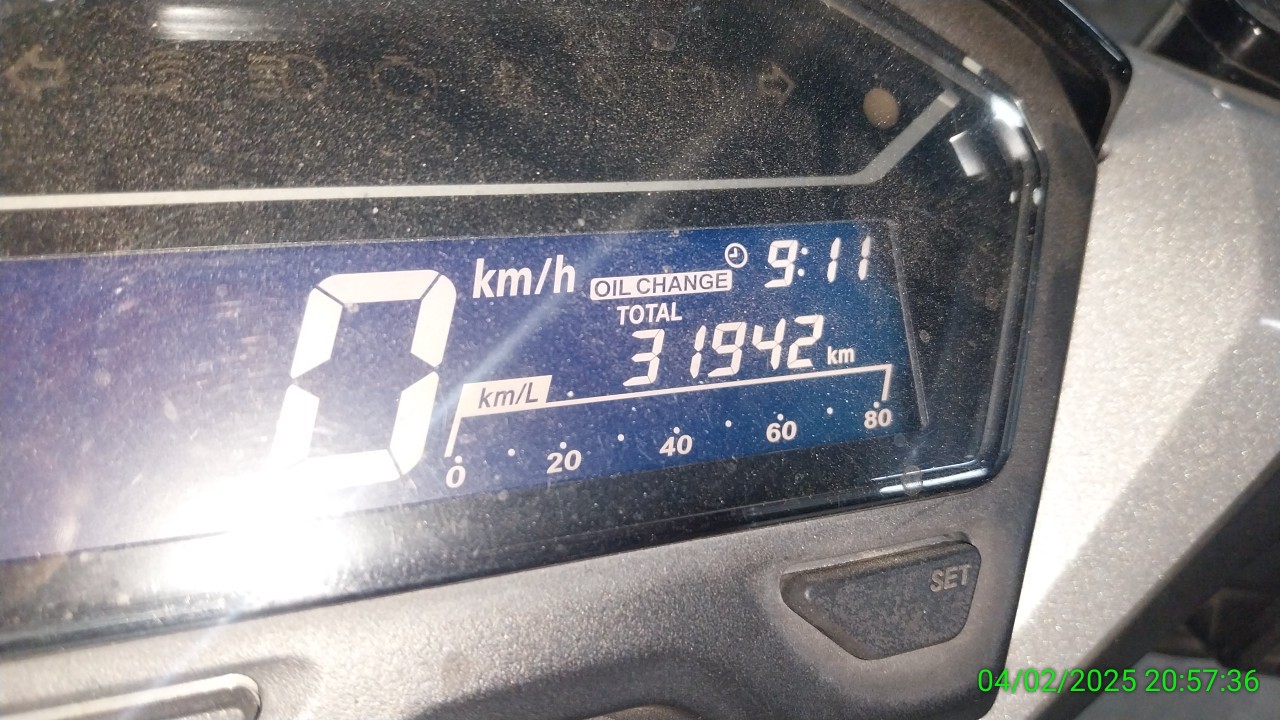 0 km/h
OIL CHANGE
9:11
TOTAL
31942 km
km/L
0 20 40 60 80
SET
04/02/2025 20:57:36